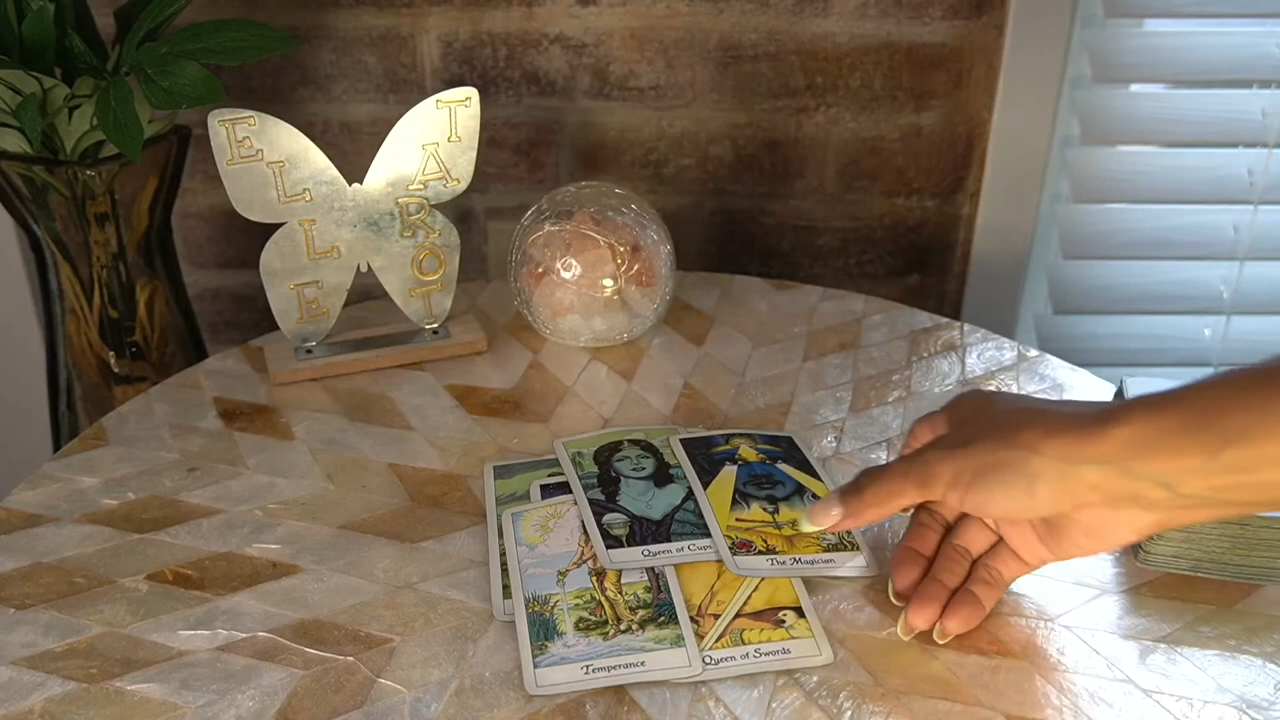 ELLE
TAROT
Queen of Cups
The Magician
Temperance
Queen of Swords